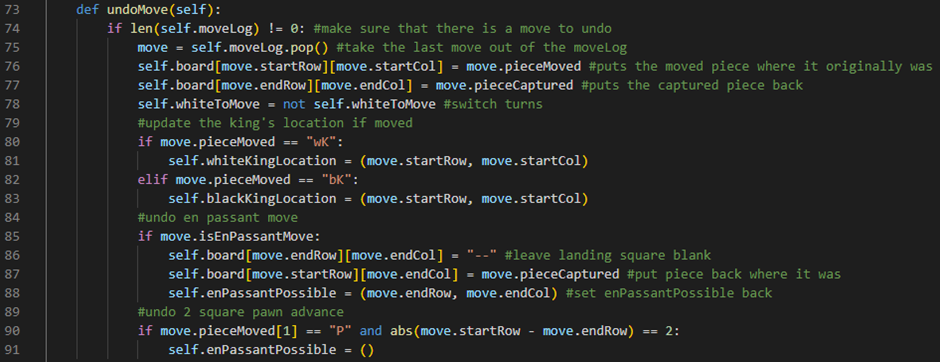 73 def undoMove(self):
74 if len(self.moveLog) != 0: #make sure that there is a move to undo
75 move = self.moveLog.pop() #take the last move out of the moveLog
76 self.board[move.startRow][move.startCol] = move.pieceMoved #puts the moved piece where it originally was
77 self.board[move.endRow][move.endCol] = move.pieceCaptured #puts the captured piece back
78 self.whiteToMove = not self.whiteToMove #switch turns
79 #update the king's location if moved
80 if move.pieceMoved == "wK":
81 self.whiteKingLocation = (move.startRow, move.startCol)
82 elif move.pieceMoved == "bK":
83 self.blackKingLocation = (move.startRow, move.startCol)
84 #undo en passant move
85 if move.isEnPassantMove:
86 self.board[move.endRow][move.endCol] = "--" #leave landing square blank
87 self.board[move.startRow][move.endCol] = move.pieceCaptured #put piece back where it was
88 self.enPassantPossible = (move.endRow, move.endCol) #set enPassantPossible back
89 #undo 2 square pawn advance
90 if move.pieceMoved[1] == "P" and abs(move.startRow - move.endRow) == 2:
91 self.enPassantPossible = ()